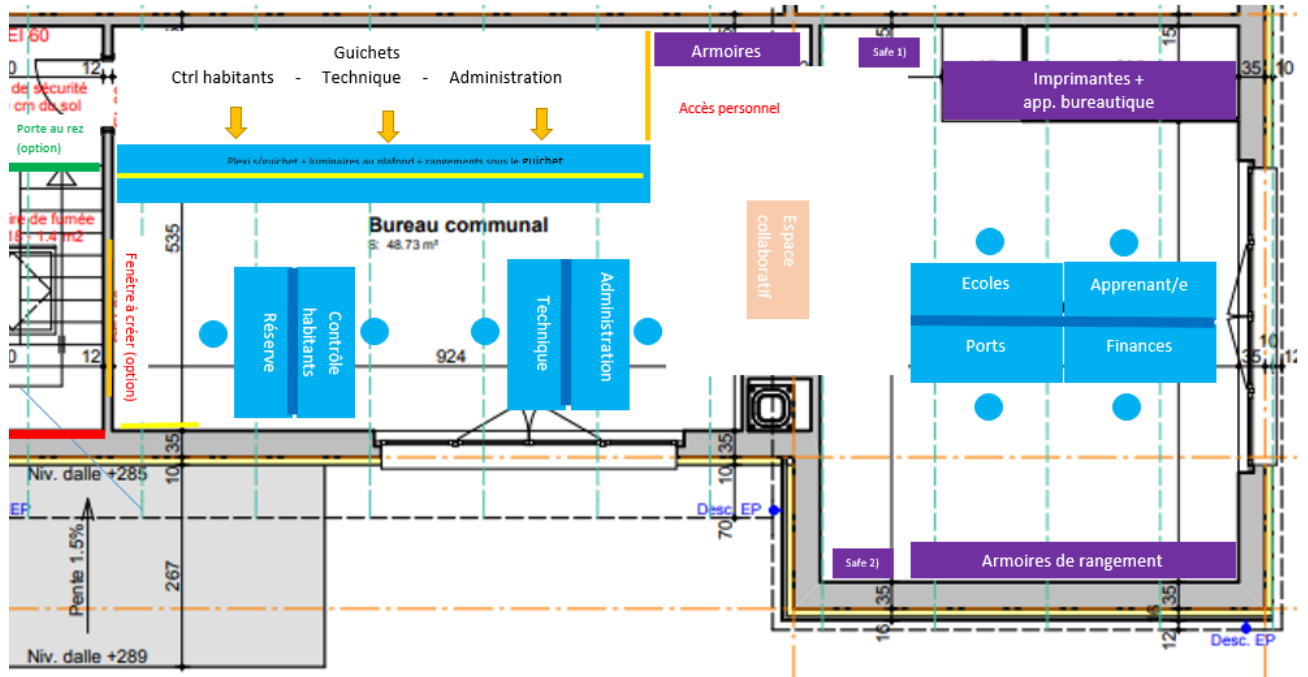 EI 60
Guichets
Ctrl habitants - Technique - Administration
Armoires
Safe 1)
15
12
35
10
Imprimantes +
app. bureautique
de sécurité
cm du sol
Accès personnel
Porte au rez
(option)
Plexi s/guichet + luminaires au plafond + rangements sous le guichet
ire de fumée
1.4 m2
Bureau communal
S: 48.73 m²
535
Espace
collaboratif
Fenêtre à créer (option)
Réserve
Contrôle
habitants
Technique
Administration
Ecoles
Apprenant/e
Ports
Finances
12
924
10
35
12
35
10
35
10
Niv. dalle +285
EP
Desc. EP
70
Pente 1.5%
267
Safe 2)
Armoires de rangement
35
16
35
16
12
Desc. EP
Niv. dalle +289